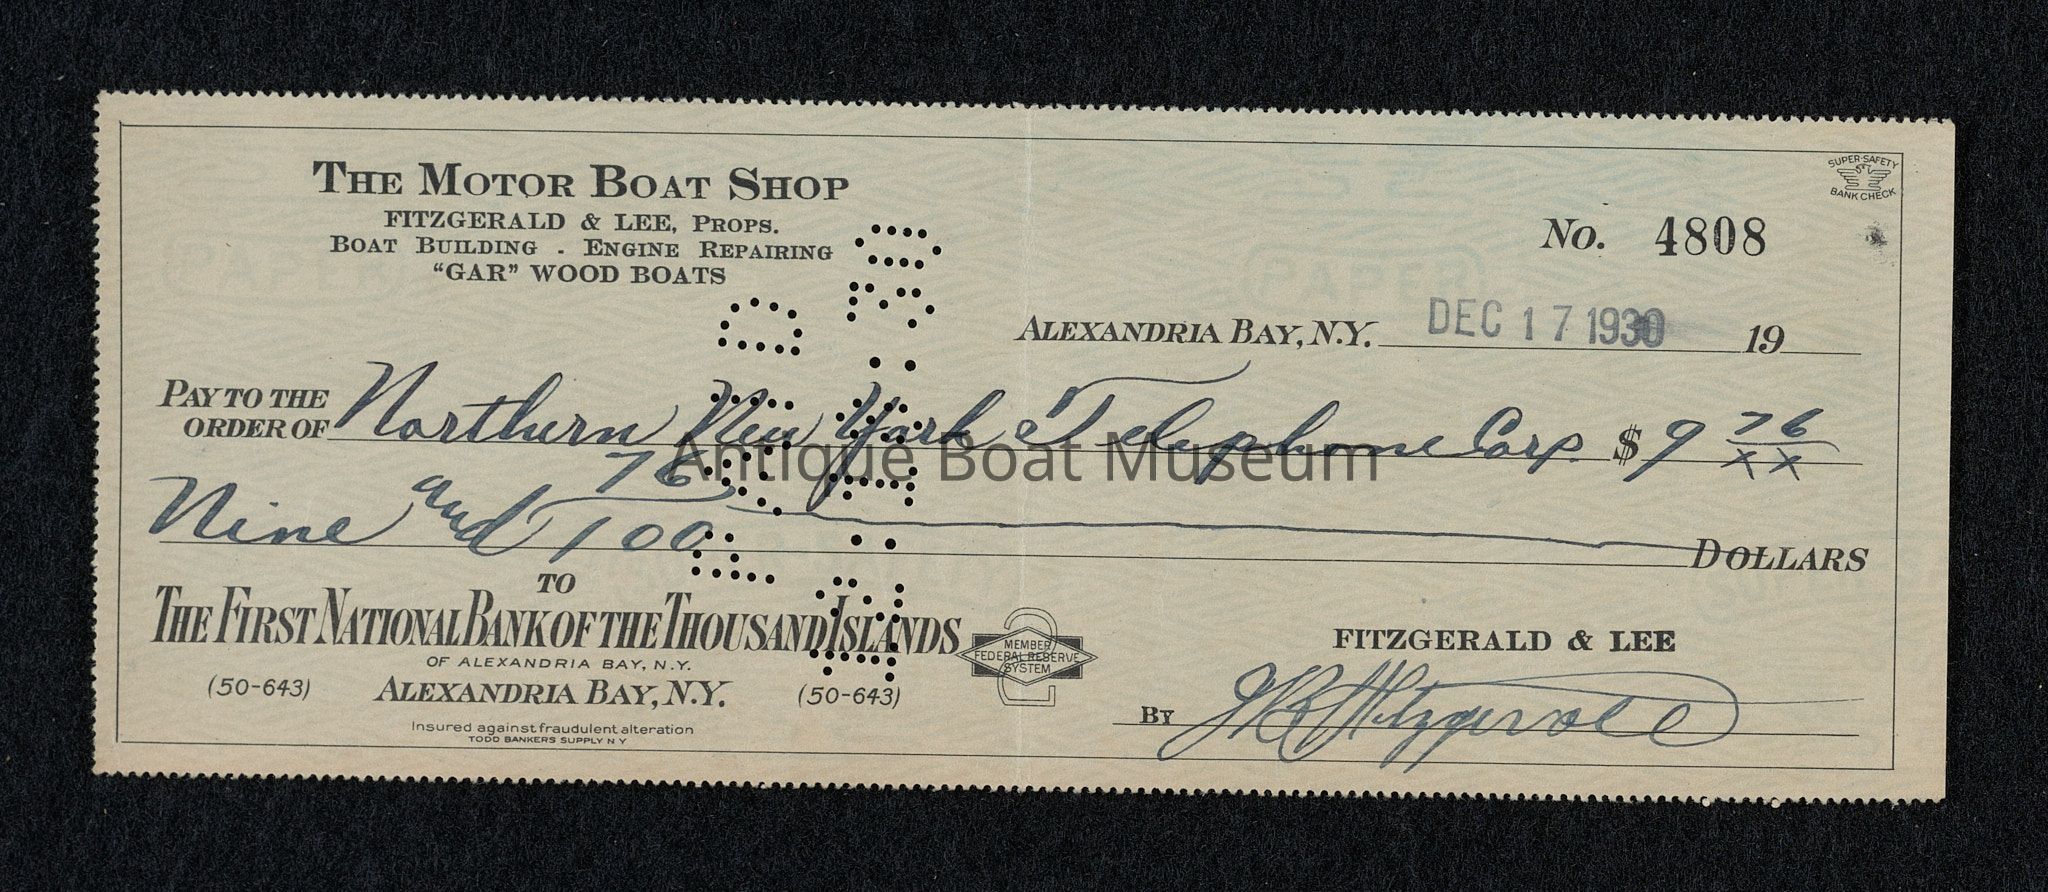 THE MOTOR BOAT SHOP
FITZGERALD & LEE, PROPS.
BOAT BUILDING - ENGINE REPAIRING
"GAR" WOOD BOATS
SUPER-SAFETY
BANK CHECK
No. 4808
ALEXANDRIA BAY, N.Y. DEC 17 1930 19
PAY TO THE
ORDER OF Northern New York Telephone Corp. $ 9 76/xx
Nine and 76/100 DOLLARS
Antique Boat Museum
TO
THE FIRST NATIONAL BANK OF THE THOUSAND ISLANDS
OF ALEXANDRIA BAY, N.Y.
(50-643) ALEXANDRIA BAY, N.Y. (50-643)
Insured against fraudulent alteration
TODD BANKERS SUPPLY N Y
MEMBER
FEDERAL RESERVE
SYSTEM
2
FITZGERALD & LEE
BY Fitzgerald